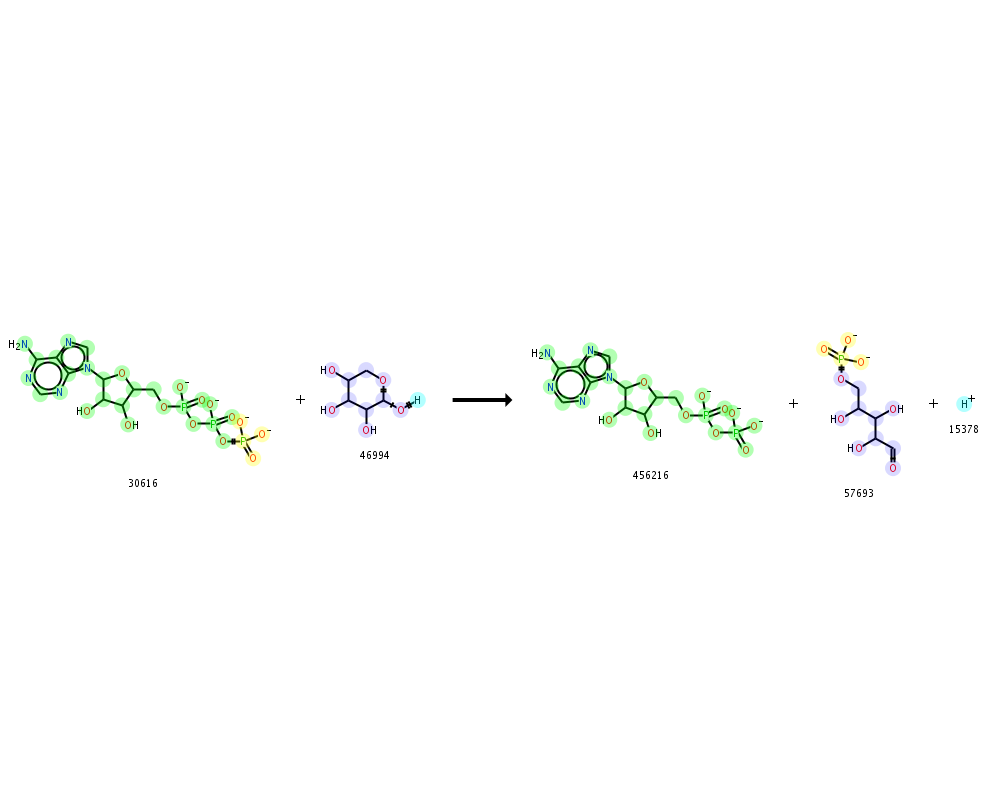 H2N N N N N O HO OH O P O O⁻ O P O O⁻ O P O O⁻ O⁻
+
HO HO OH O O H
H2N N N N N O HO OH O P O O⁻ O P O O⁻ O⁻
+
O P O⁻ O⁻ O HO OH HO O
+
H⁺
30616
46994
456216
57693
15378